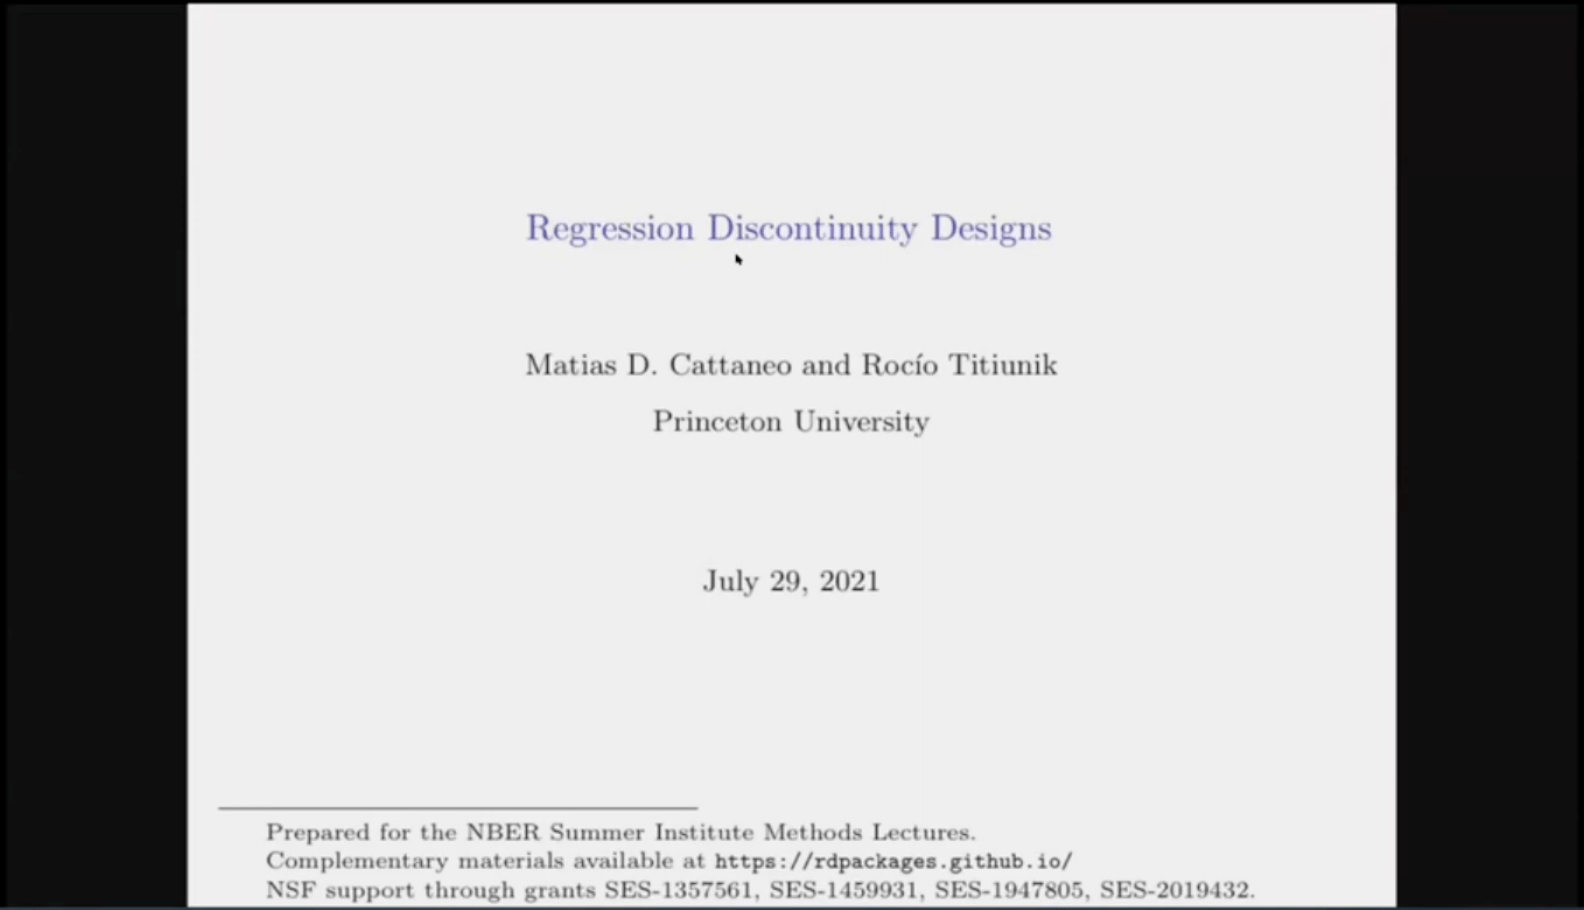 Regression Discontinuity Designs
Matias D. Cattaneo and Rocío Titiunik
Princeton University
July 29, 2021
Prepared for the NBER Summer Institute Methods Lectures.
Complementary materials available at https://rdpackages.github.io/
NSF support through grants SES-1357561, SES-1459931, SES-1947805, SES-2019432.